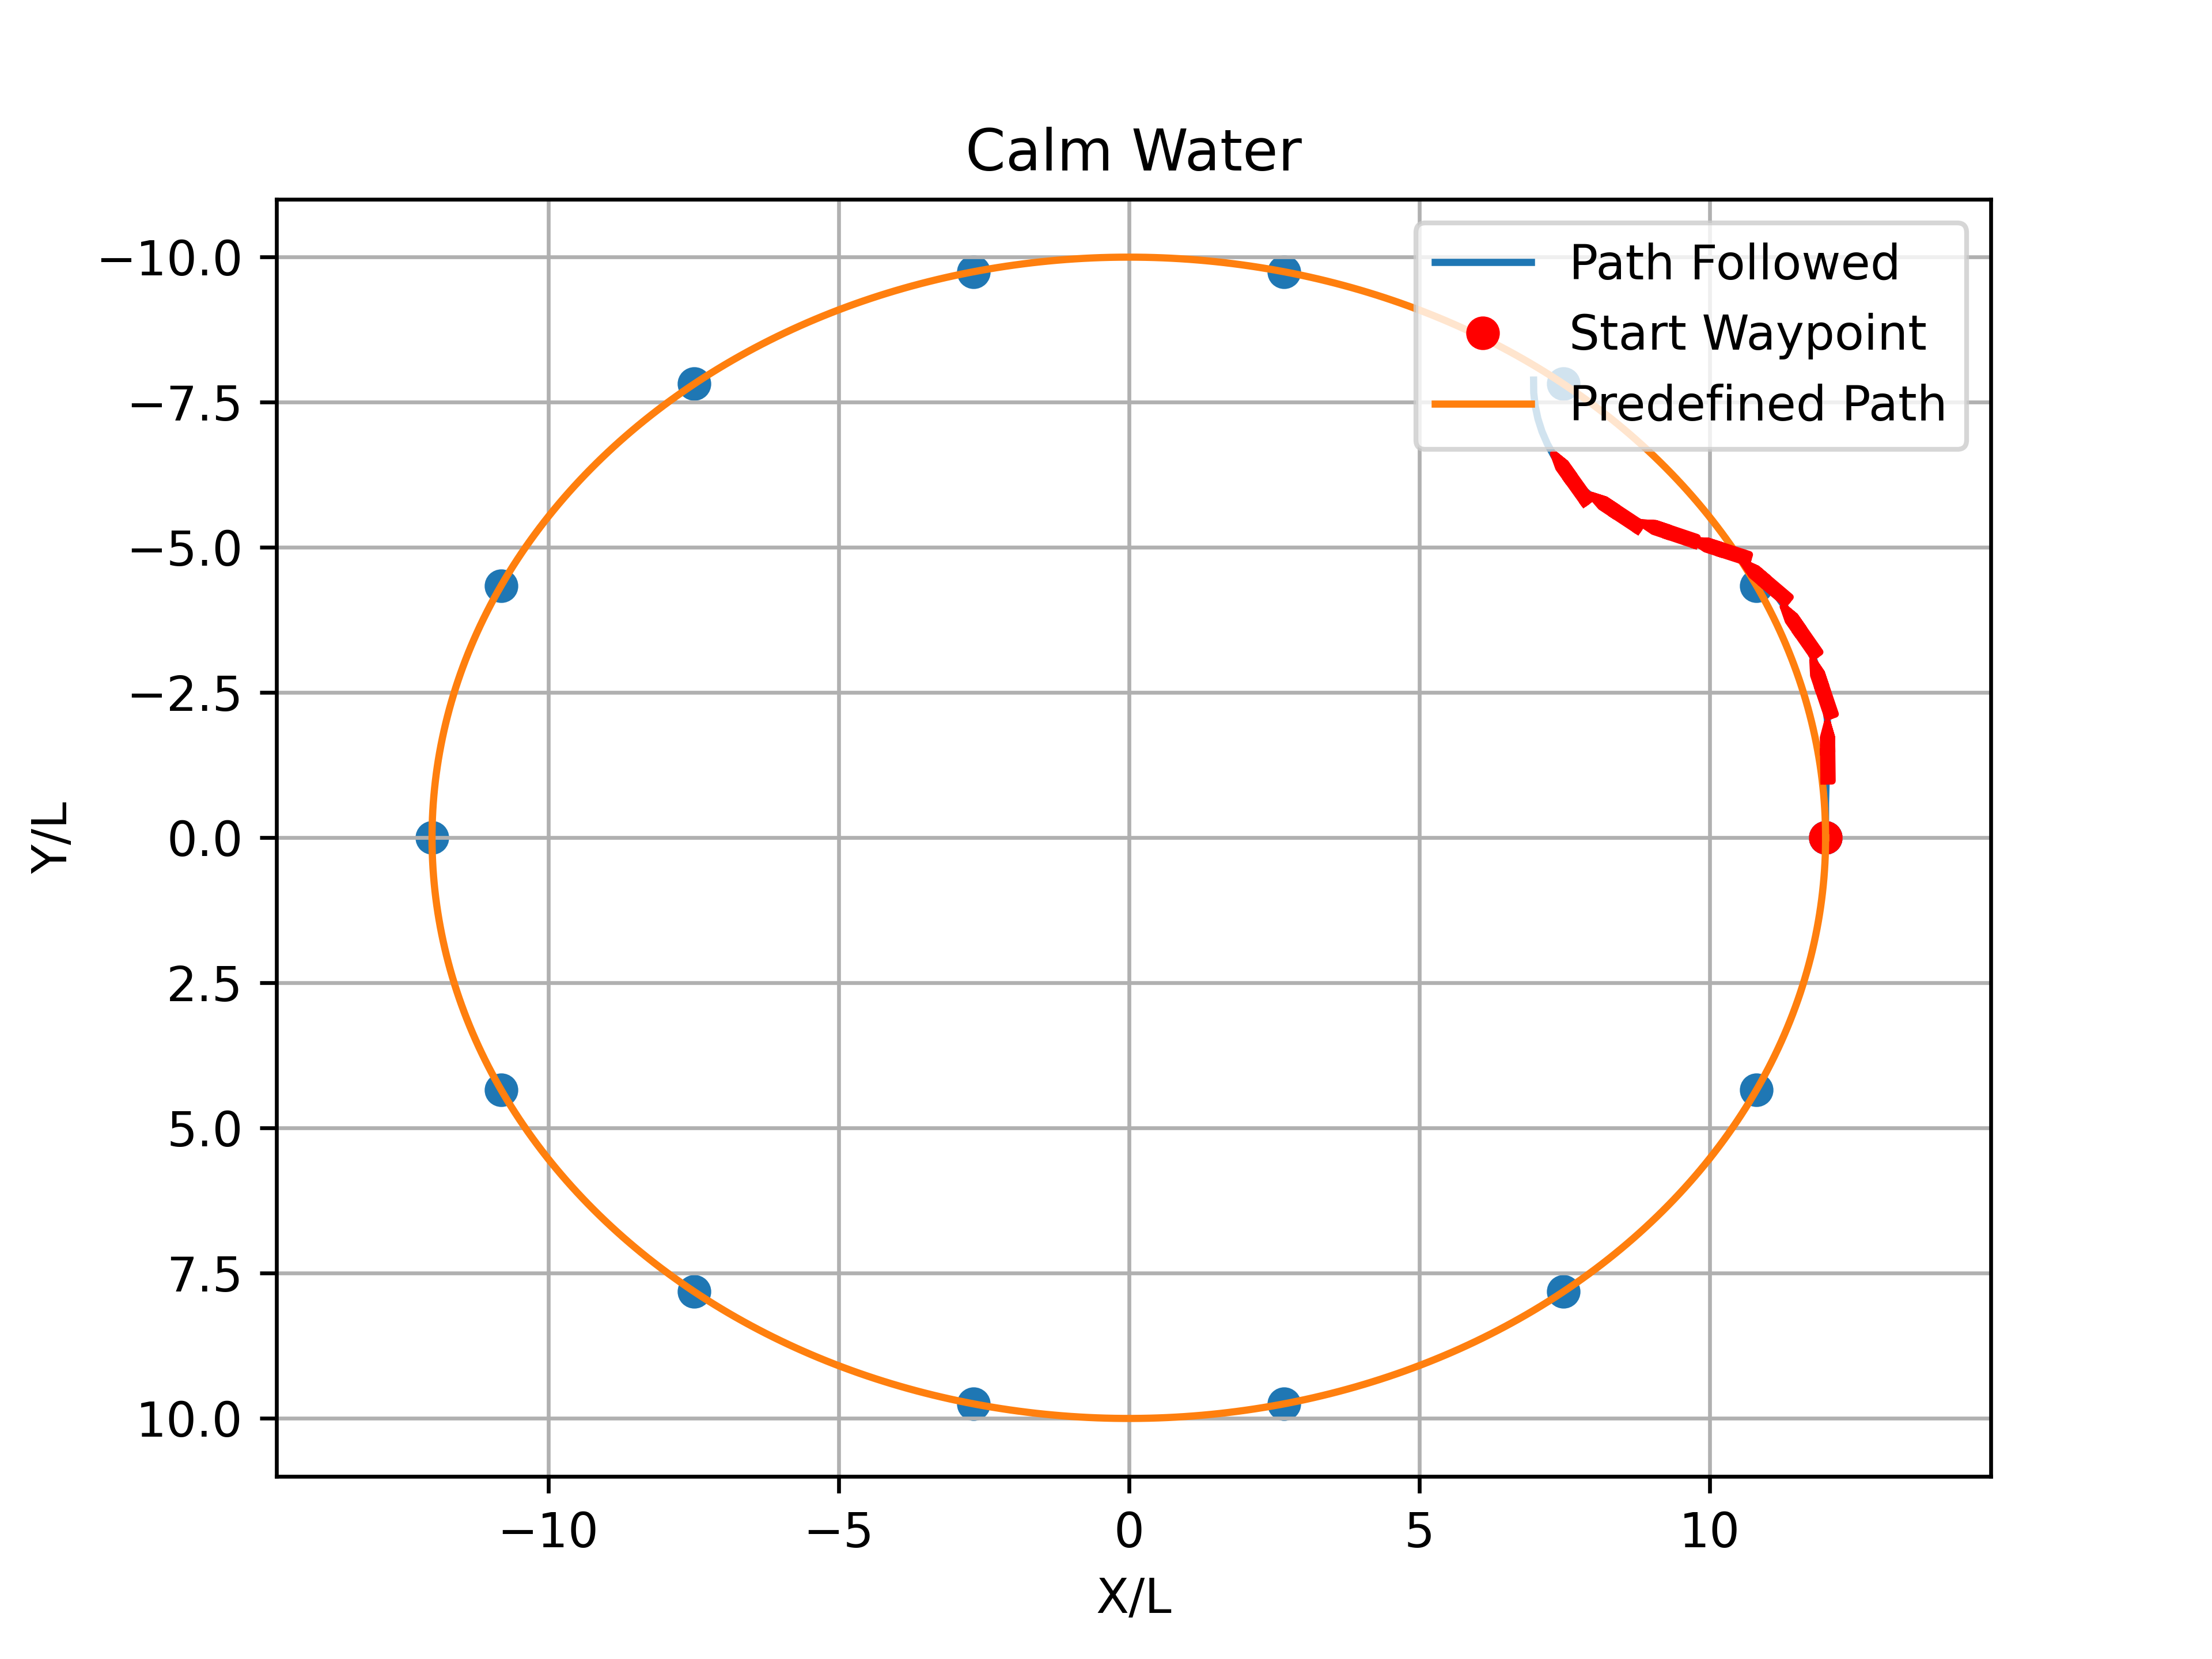 Calm Water
Path Followed
Start Waypoint
Predefined Path
−10.0
−7.5
−5.0
−2.5
0.0
2.5
5.0
7.5
10.0
Y/L
−10 −5 0 5 10
X/L